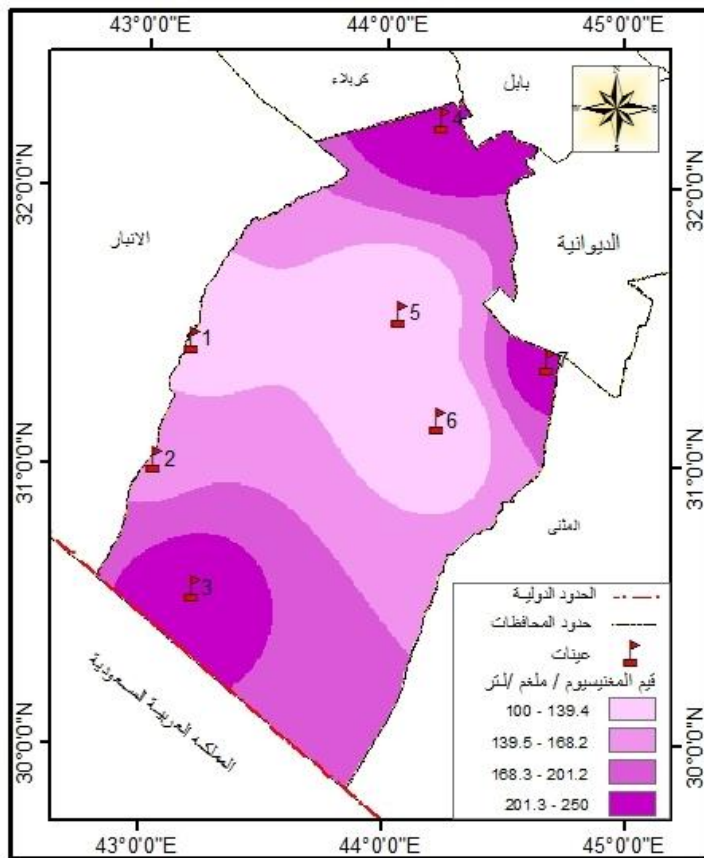 43°0'0"E 44°0'0"E 45°0'0"E
كربلاء
بابل
N
W E
S
4
32°0'0"N 32°0'0"N
الانبار
الديوانية
5
1
7
6
2
31°0'0"N 31°0'0"N
المثنى
3
الحدود الدولية
حدود المحافظات
عينات
قيم المغنيسيوم / ملغم /لتر
100 - 139.4
139.5 - 168.2
168.3 - 201.2
201.3 - 250
المملكه العربية السعودية
30°0'0"N 30°0'0"N
43°0'0"E 44°0'0"E 45°0'0"E